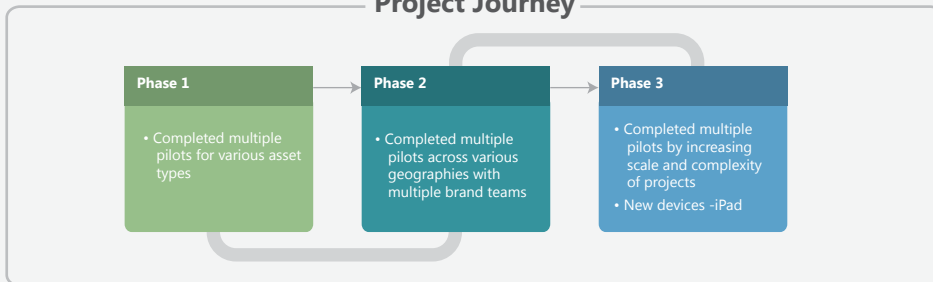 Project Journey
Phase 1
• Completed multiple
pilots for various asset
types
Phase 2
• Completed multiple
pilots across various
geographies with
multiple brand teams
Phase 3
• Completed multiple
pilots by increasing
scale and complexity
of projects
• New devices -iPad